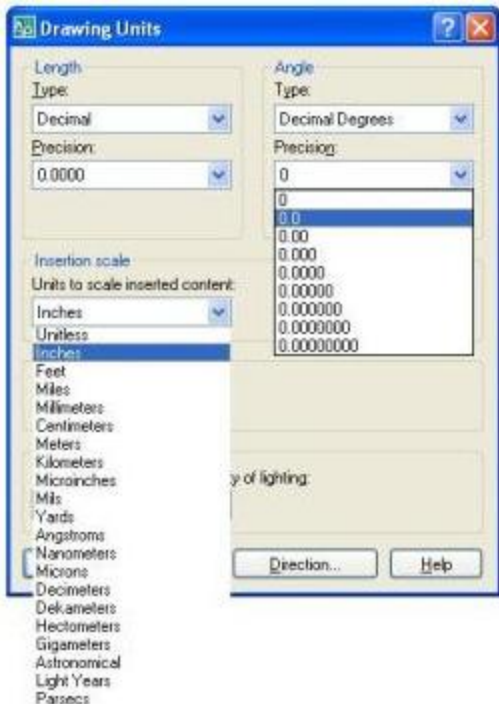 Drawing Units
Length
Type:
Decimal
Precision:
0.0000
Angle
Type:
Decimal Degrees
Precision:
0
0
0.0
0.00
0.000
0.0000
0.00000
0.000000
0.0000000
0.00000000
Insertion scale
Units to scale inserted content:
Inches
Unitless
Inches
Feet
Miles
Millimeters
Centimeters
Meters
Kilometers
Microinches
Mils
Yards
Angstroms
Nanometers
Microns
Decimeters
Dekameters
Hectometers
Gigameters
Astronomical
Light Years
Parsecs
y of lighting:
Direction...
Help